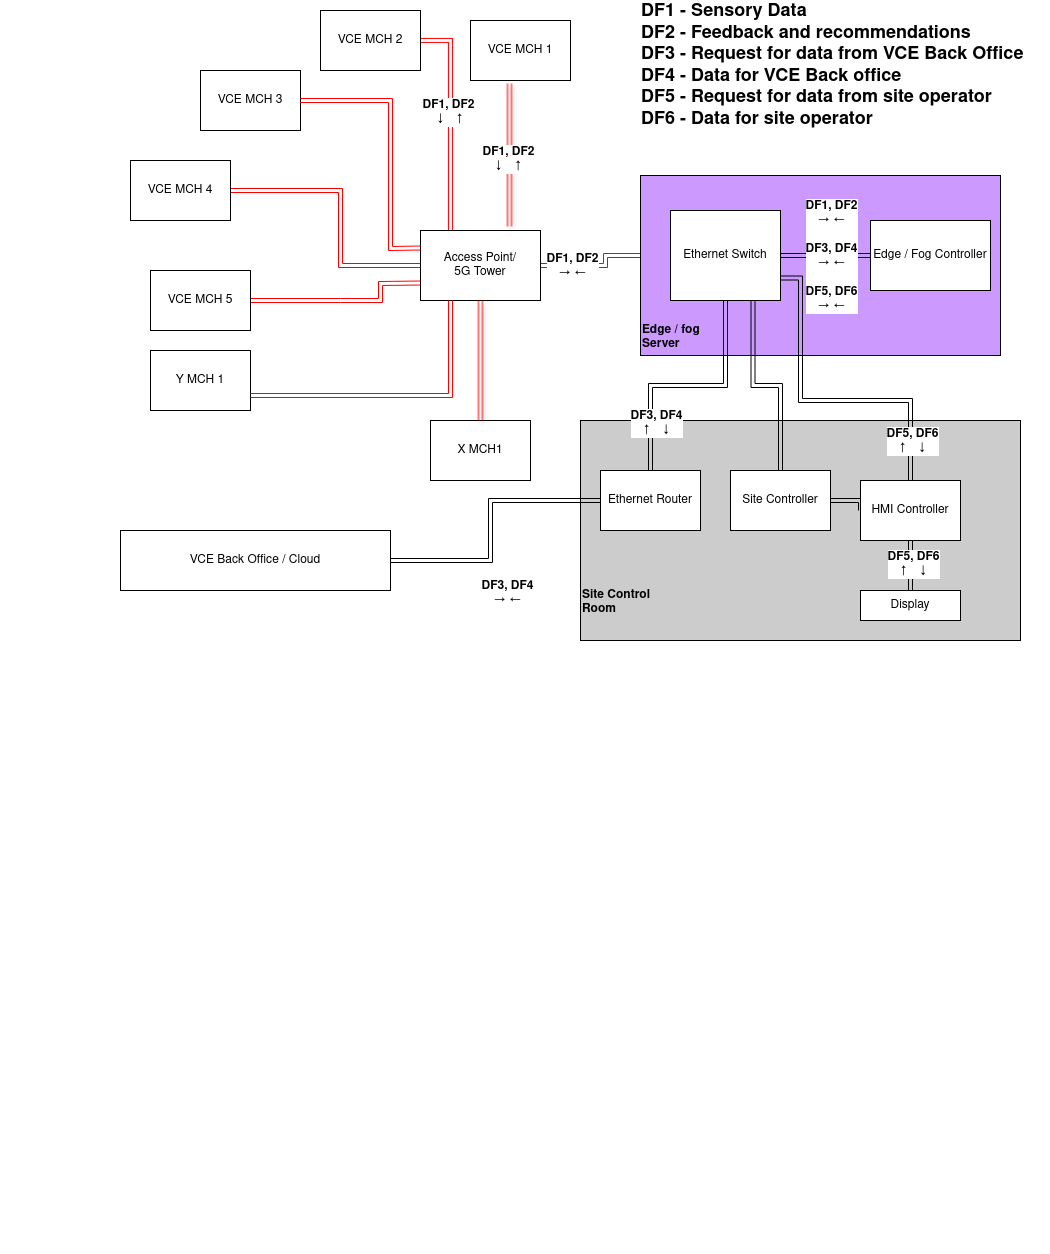 DF1 - Sensory Data
DF2 - Feedback and recommendations
DF3 - Request for data from VCE Back Office
DF4 - Data for VCE Back office
DF5 - Request for data from site operator
DF6 - Data for site operator
VCE MCH 2
VCE MCH 1
VCE MCH 3
DF1, DF2
↓ ↑
DF1, DF2
↓ ↑
VCE MCH 4
Access Point/
5G Tower
DF1, DF2
→←
VCE MCH 5
Y MCH 1
X MCH1
Ethernet Switch
DF1, DF2
→←
DF3, DF4
→←
DF5, DF6
→←
Edge / Fog Controller
Edge / fog
Server
DF3, DF4
↑ ↓
DF5, DF6
↑ ↓
Ethernet Router
Site Controller
HMI Controller
VCE Back Office / Cloud
DF3, DF4
→←
DF5, DF6
↑ ↓
Display
Site Control
Room